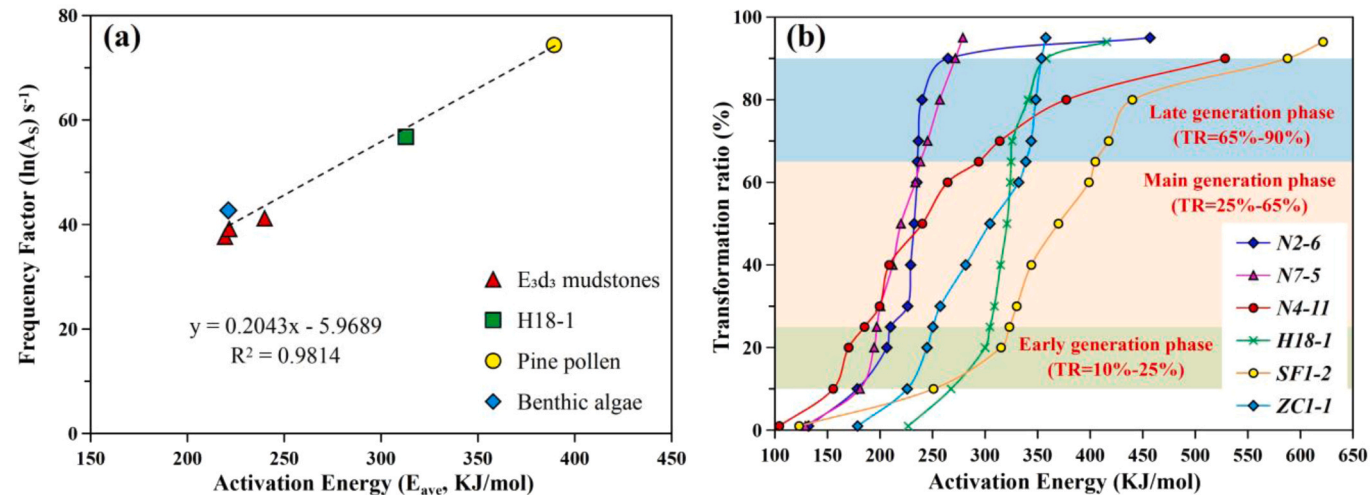 (a)
Frequency Factor (ln(A_S) s⁻¹)
80
60
40
20
0
y = 0.2043x - 5.9689
R² = 0.9814
E₃d₃ mudstones
H18-1
Pine pollen
Benthic algae
150 200 250 300 350 400 450
Activation Energy (E_ave, KJ/mol)
(b)
Transformation ratio (%)
100
80
60
40
20
0
Late generation phase
(TR=65%-90%)
Main generation phase
(TR=25%-65%)
Early generation phase
(TR=10%-25%)
N2-6
N7-5
N4-11
H18-1
SF1-2
ZC1-1
100 150 200 250 300 350 400 450 500 550 600 650
Activation Energy (KJ/mol)